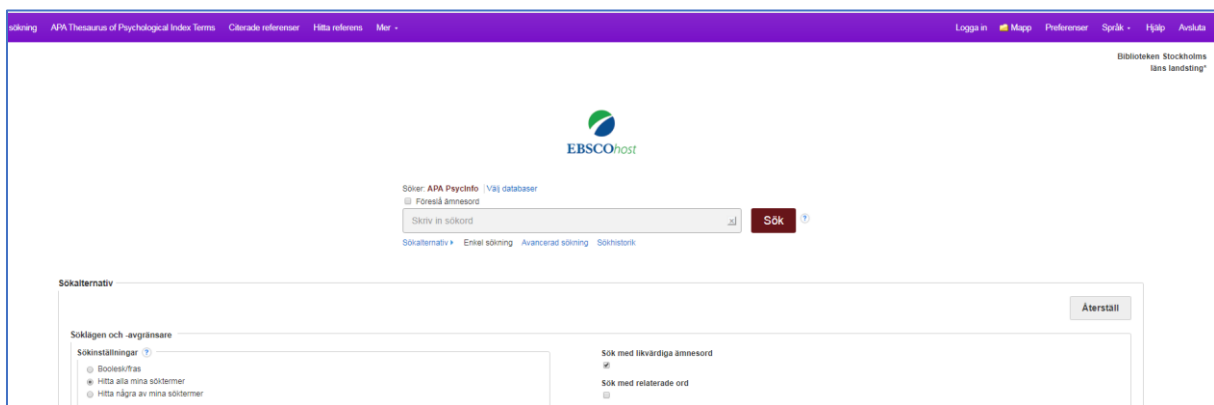 sökning APA Thesaurus of Psychological Index Terms Citerade referenser Hitta referens Mer Logga in Mapp Preferenser Språk Hjälp Avsluta
Biblioteken Stockholms
läns landsting*
EBSCOhost
Söker: APA PsycInfo | Välj databaser
Föreslå ämnesord
Skriv in sökord x Sök ?
Sökalternativ Enkel sökning Avancerad sökning Sökhistorik
Sökalternativ
Återställ
Söklägen och -avgränsare
Sökinställningar ?
Boolesk/fras
Hitta alla mina söktermer
Hitta några av mina söktermer
Sök med likvärdiga ämnesord
Sök med relaterade ord